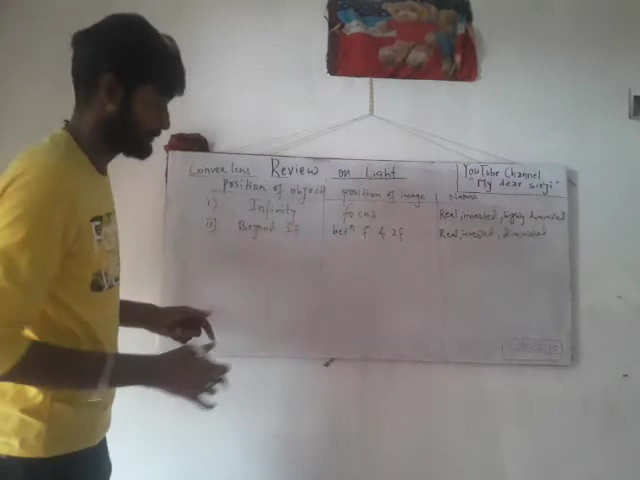 Convex lens Review on Light
YouTube Channel
"My dear sirji"
position of object position of image Nature
i) Infinity focus Real, inverted, highly diminished
ii) Beyond 2f betn f & 2f Real, inverted, diminished